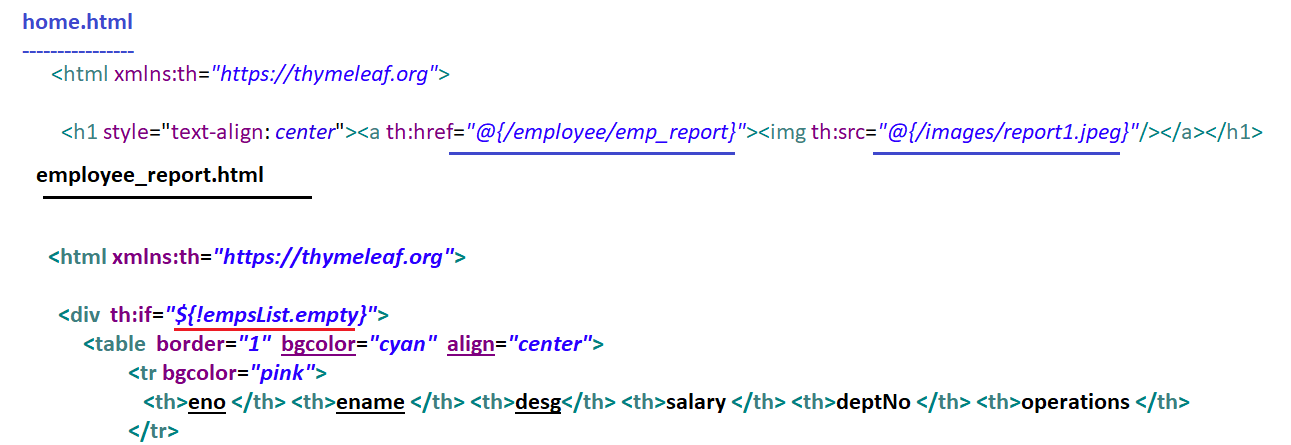 home.html
----------------
<html xmlns:th="https://thymeleaf.org">
<h1 style="text-align: center"><a th:href="@{/employee/emp_report}"><img th:src="@{/images/report1.jpeg}"/></a></h1>
employee_report.html
<html xmlns:th="https://thymeleaf.org">
<div th:if="${!empsList.empty}">
<table border="1" bgcolor="cyan" align="center">
<tr bgcolor="pink">
<th>eno </th> <th>ename </th> <th>desg</th> <th>salary </th> <th>deptNo </th> <th>operations </th>
</tr>